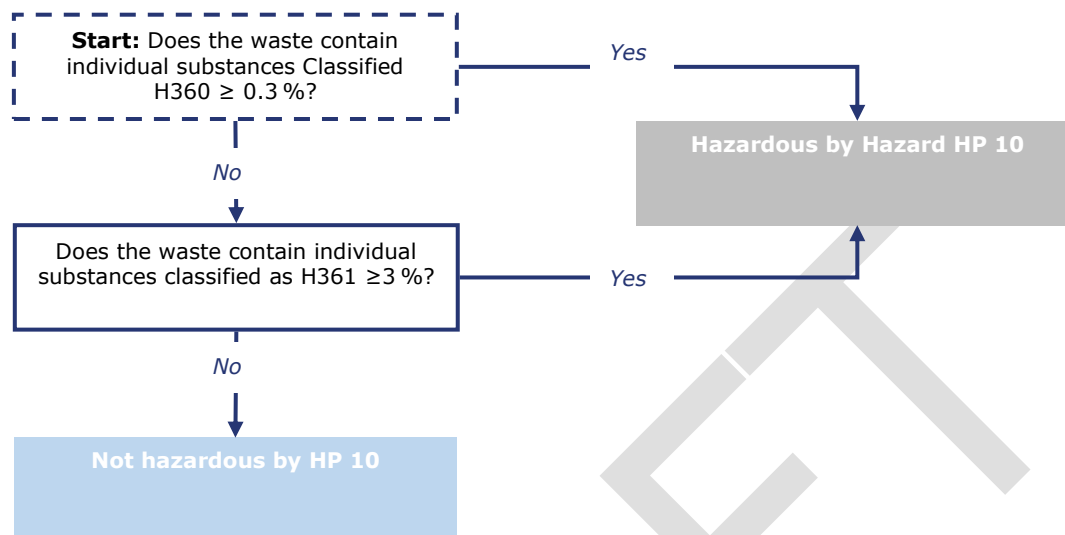 Start: Does the waste contain
individual substances Classified
H360 ≥ 0.3 %?
Yes
Hazardous by Hazard HP 10
No
Does the waste contain individual
substances classified as H361 ≥3 %?
Yes
No
Not hazardous by HP 10